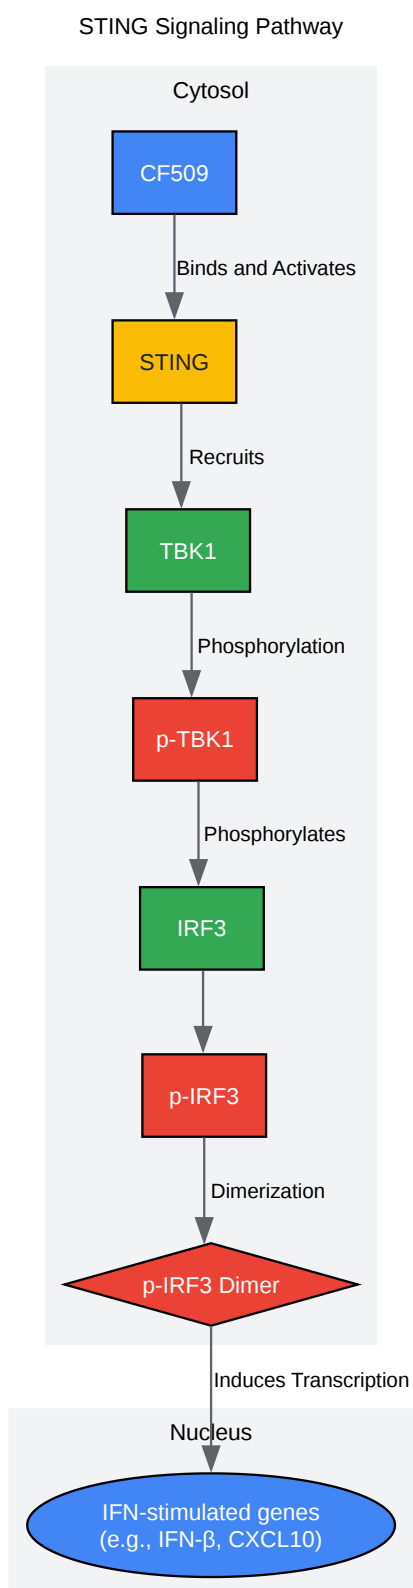 STING Signaling Pathway
Cytosol
CF509
Binds and Activates
STING
Recruits
TBK1
Phosphorylation
p-TBK1
Phosphorylates
IRF3
p-IRF3
Dimerization
p-IRF3 Dimer
Induces Transcription
Nucleus
IFN-stimulated genes
(e.g., IFN-β, CXCL10)